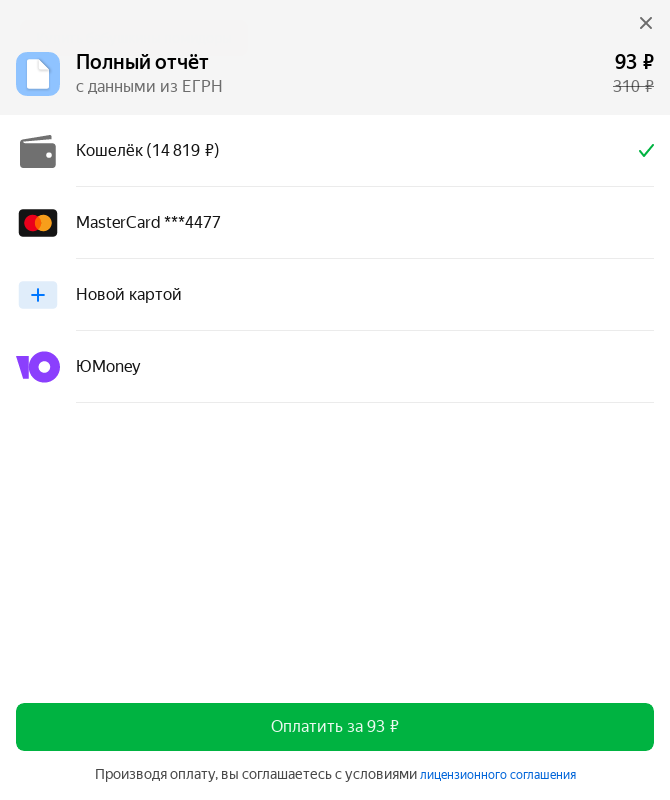 Полный отчёт
93 ₽
с данными из ЕГРН
310 ₽
Кошелёк (14 819 ₽)
MasterCard ***4477
Новой картой
ЮMoney
Оплатить за 93 ₽
Производя оплату, вы соглашаетесь с условиями лицензионного соглашения